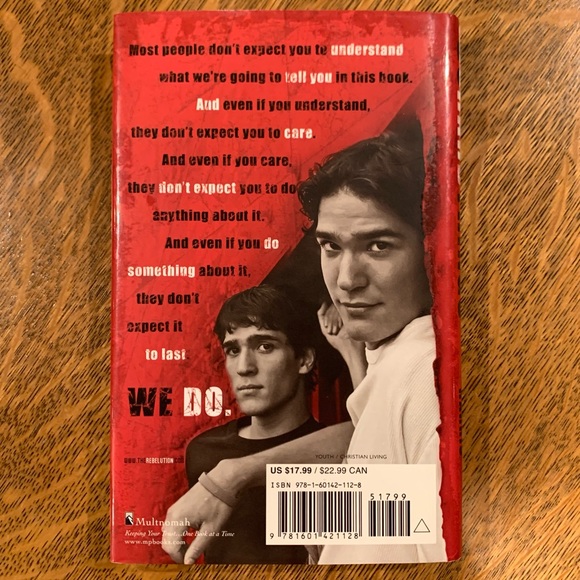 Most people don't expect you to understand
what we're going to tell you in this book.
And even if you understand,
they don't expect you to care.
And even if you care,
they don't expect you to do
anything about it.
And even if you do
something about it,
they don't
expect it
to last
WE DO.
WWW.THEREBELUTION.COM
YOUTH / CHRISTIAN LIVING
US $17.99 / $22.99 CAN
ISBN 978-1-60142-112-8
51799
9 781601 421128
Multnomah
Keeping Your Trust...One Book at a Time
www.mpbooks.com